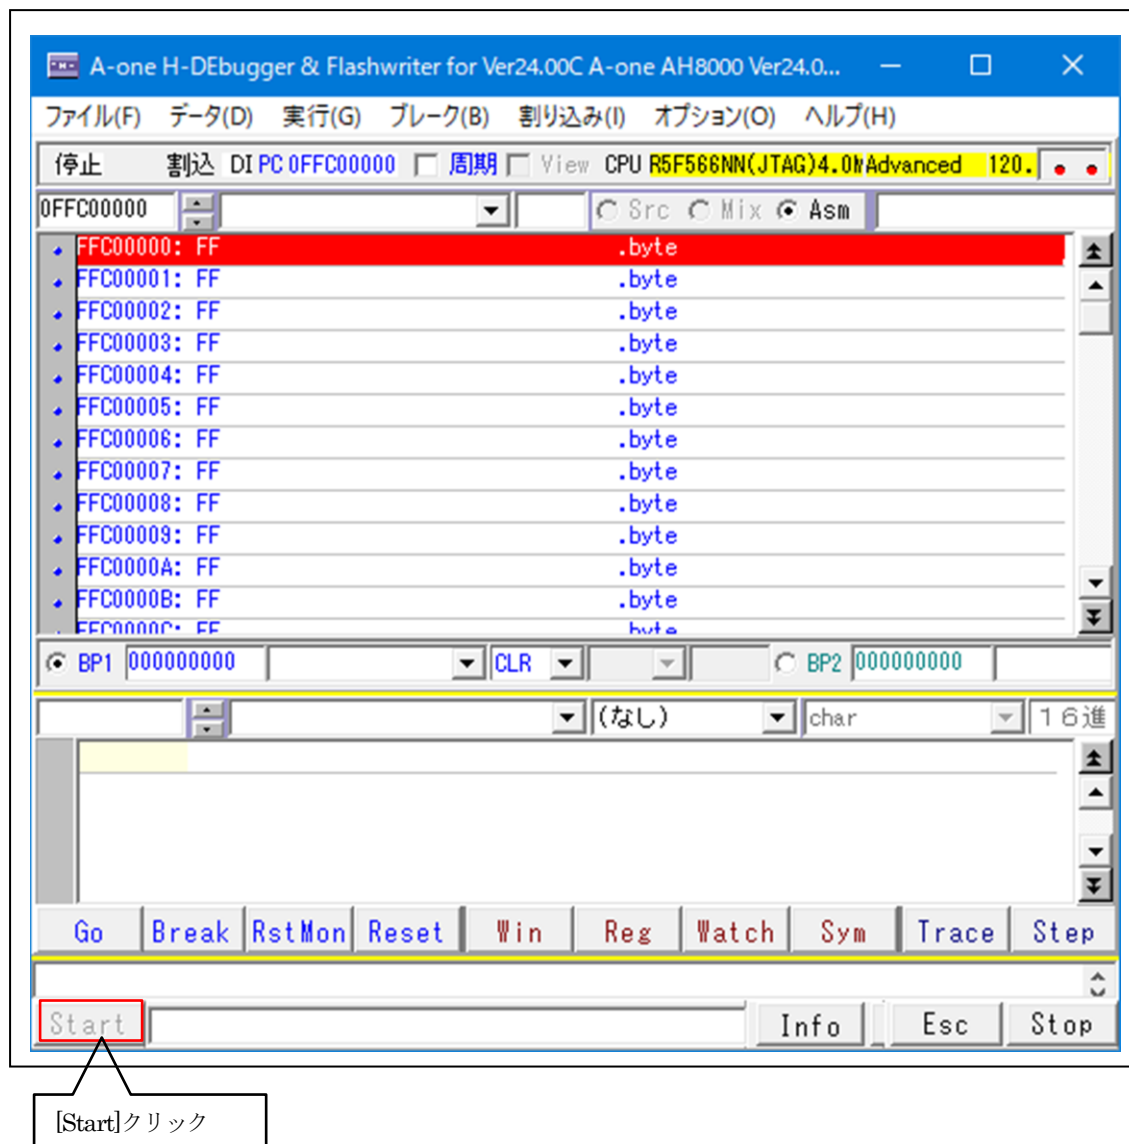 A-one H-DEbugger & Flashwriter for Ver24.00C A-one AH8000 Ver24.0...
ファイル(F) データ(D) 実行(G) ブレーク(B) 割り込み(I) オプション(O) ヘルプ(H)
停止 割込 DI PC 0FFC00000 周期 View CPU R5F566NN(JTAG)4.0M Advanced 120.
0FFC00000 Src Mix Asm
FFC00000: FF .byte
FFC00001: FF .byte
FFC00002: FF .byte
FFC00003: FF .byte
FFC00004: FF .byte
FFC00005: FF .byte
FFC00006: FF .byte
FFC00007: FF .byte
FFC00008: FF .byte
FFC00009: FF .byte
FFC0000A: FF .byte
FFC0000B: FF .byte
FFC0000C: FF .byte
BP1 000000000 CLR BP2 000000000
(なし) char 16進
Go Break RstMon Reset Win Reg Watch Sym Trace Step
Start Info Esc Stop
[Start]クリック